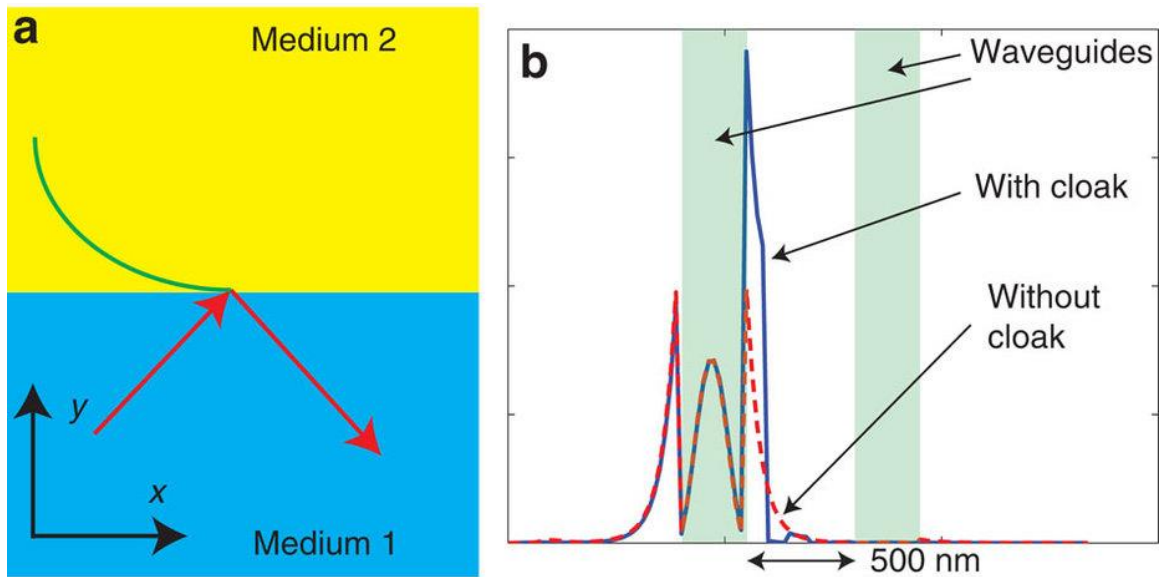 a
Medium 2
y
x
Medium 1
b
Waveguides
With cloak
Without
cloak
500 nm